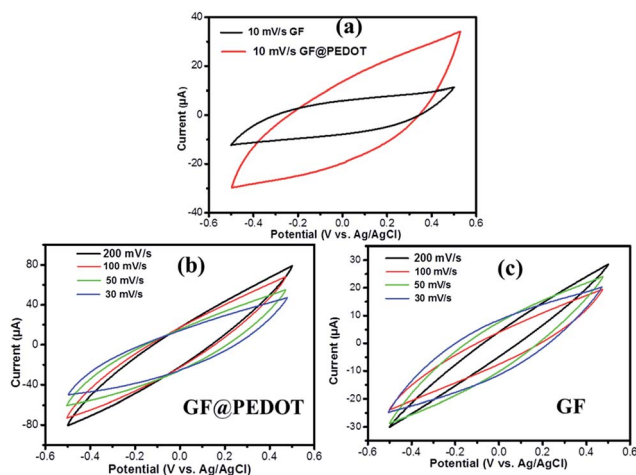 (a)
10 mV/s GF
10 mV/s GF@PEDOT
Current (µA)
40
20
0
-20
-40
-0.6 -0.4 -0.2 0.0 0.2 0.4 0.6
Potential (V vs. Ag/AgCl)
(b)
200 mV/s
100 mV/s
50 mV/s
30 mV/s
GF@PEDOT
Current (µA)
80
40
0
-40
-80
-0.6 -0.4 -0.2 0.0 0.2 0.4 0.6
Potential (V vs. Ag/AgCl)
(c)
200 mV/s
100 mV/s
50 mV/s
30 mV/s
GF
Current (µA)
30
15
0
-15
-30
-0.6 -0.4 -0.2 0.0 0.2 0.4 0.6
Potential (V vs. Ag/AgCl)